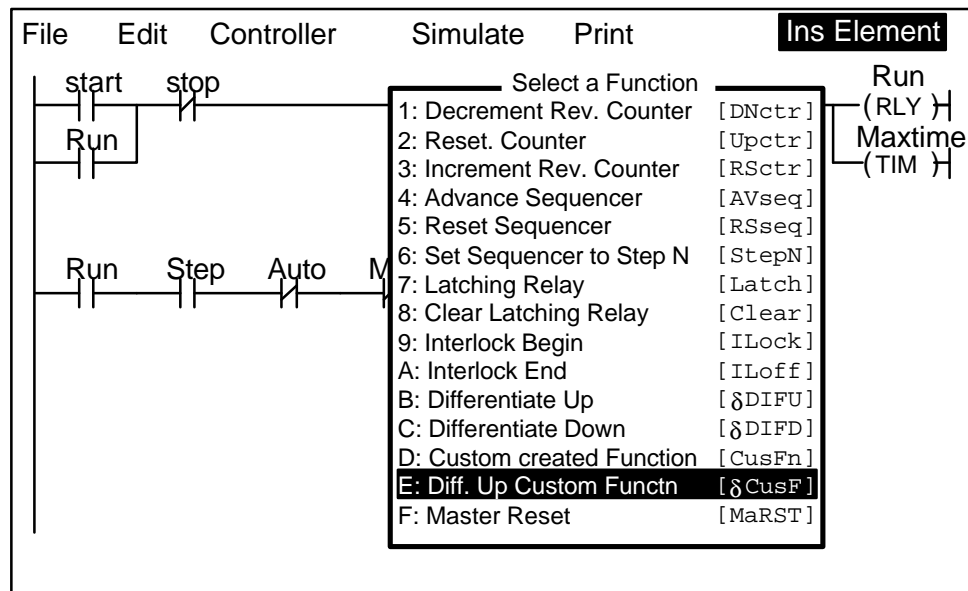 File Edit Controller Simulate Print Ins Element
start stop Select a Function Run
1: Decrement Rev. Counter [DNctr] (RLY )
Run 2: Reset. Counter [Upctr] Maxtime
3: Increment Rev. Counter [RSctr] (TIM )
4: Advance Sequencer [AVseq]
5: Reset Sequencer [RSseq]
6: Set Sequencer to Step N [StepN]
Run Step Auto M 7: Latching Relay [Latch]
8: Clear Latching Relay [Clear]
9: Interlock Begin [ILock]
A: Interlock End [ILoff]
B: Differentiate Up [δDIFU]
C: Differentiate Down [δDIFD]
D: Custom created Function [CusFn]
E: Diff. Up Custom Functn [δCusF]
F: Master Reset [MaRST]